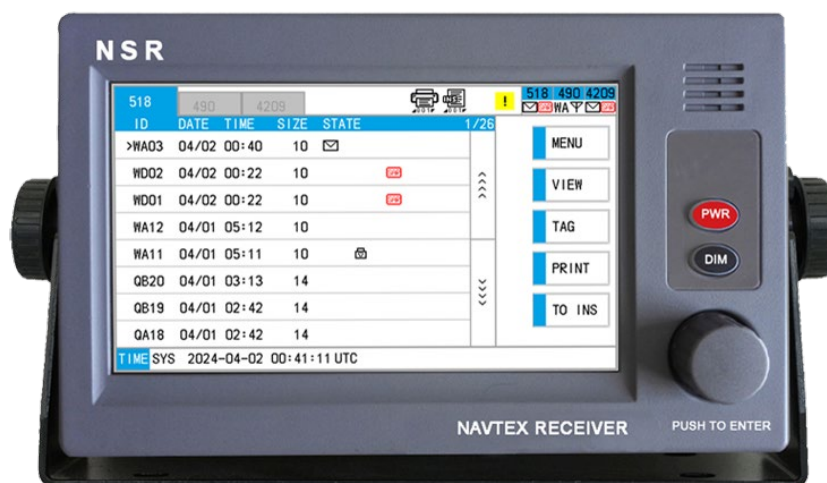 NSR
518 490 4209
! 518 490 4209
WA
ID DATE TIME SIZE STATE 1/26
>WA03 04/02 00:40 10
WD02 04/02 00:22 10
WD01 04/02 00:22 10
WA12 04/01 05:12 10
WA11 04/01 05:11 10
QB20 04/01 03:13 14
QB19 04/01 02:42 14
QA18 04/01 02:42 14
MENU
VIEW
TAG
PRINT
TO INS
TIME SYS 2024-04-02 00:41:11 UTC
PWR
DIM
NAVTEX RECEIVER
PUSH TO ENTER